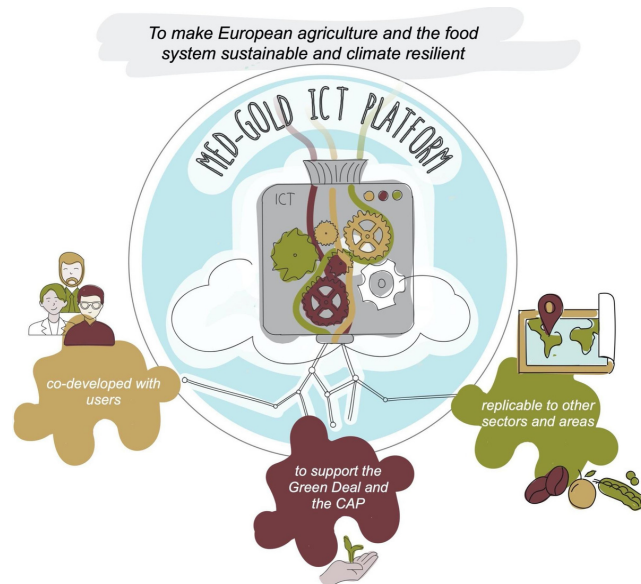 To make European agriculture and the food
system sustainable and climate resilient
MED-GOLD ICT PLATFORM
ICT
co-developed with
users
replicable to other
sectors and areas
to support the
Green Deal and
the CAP